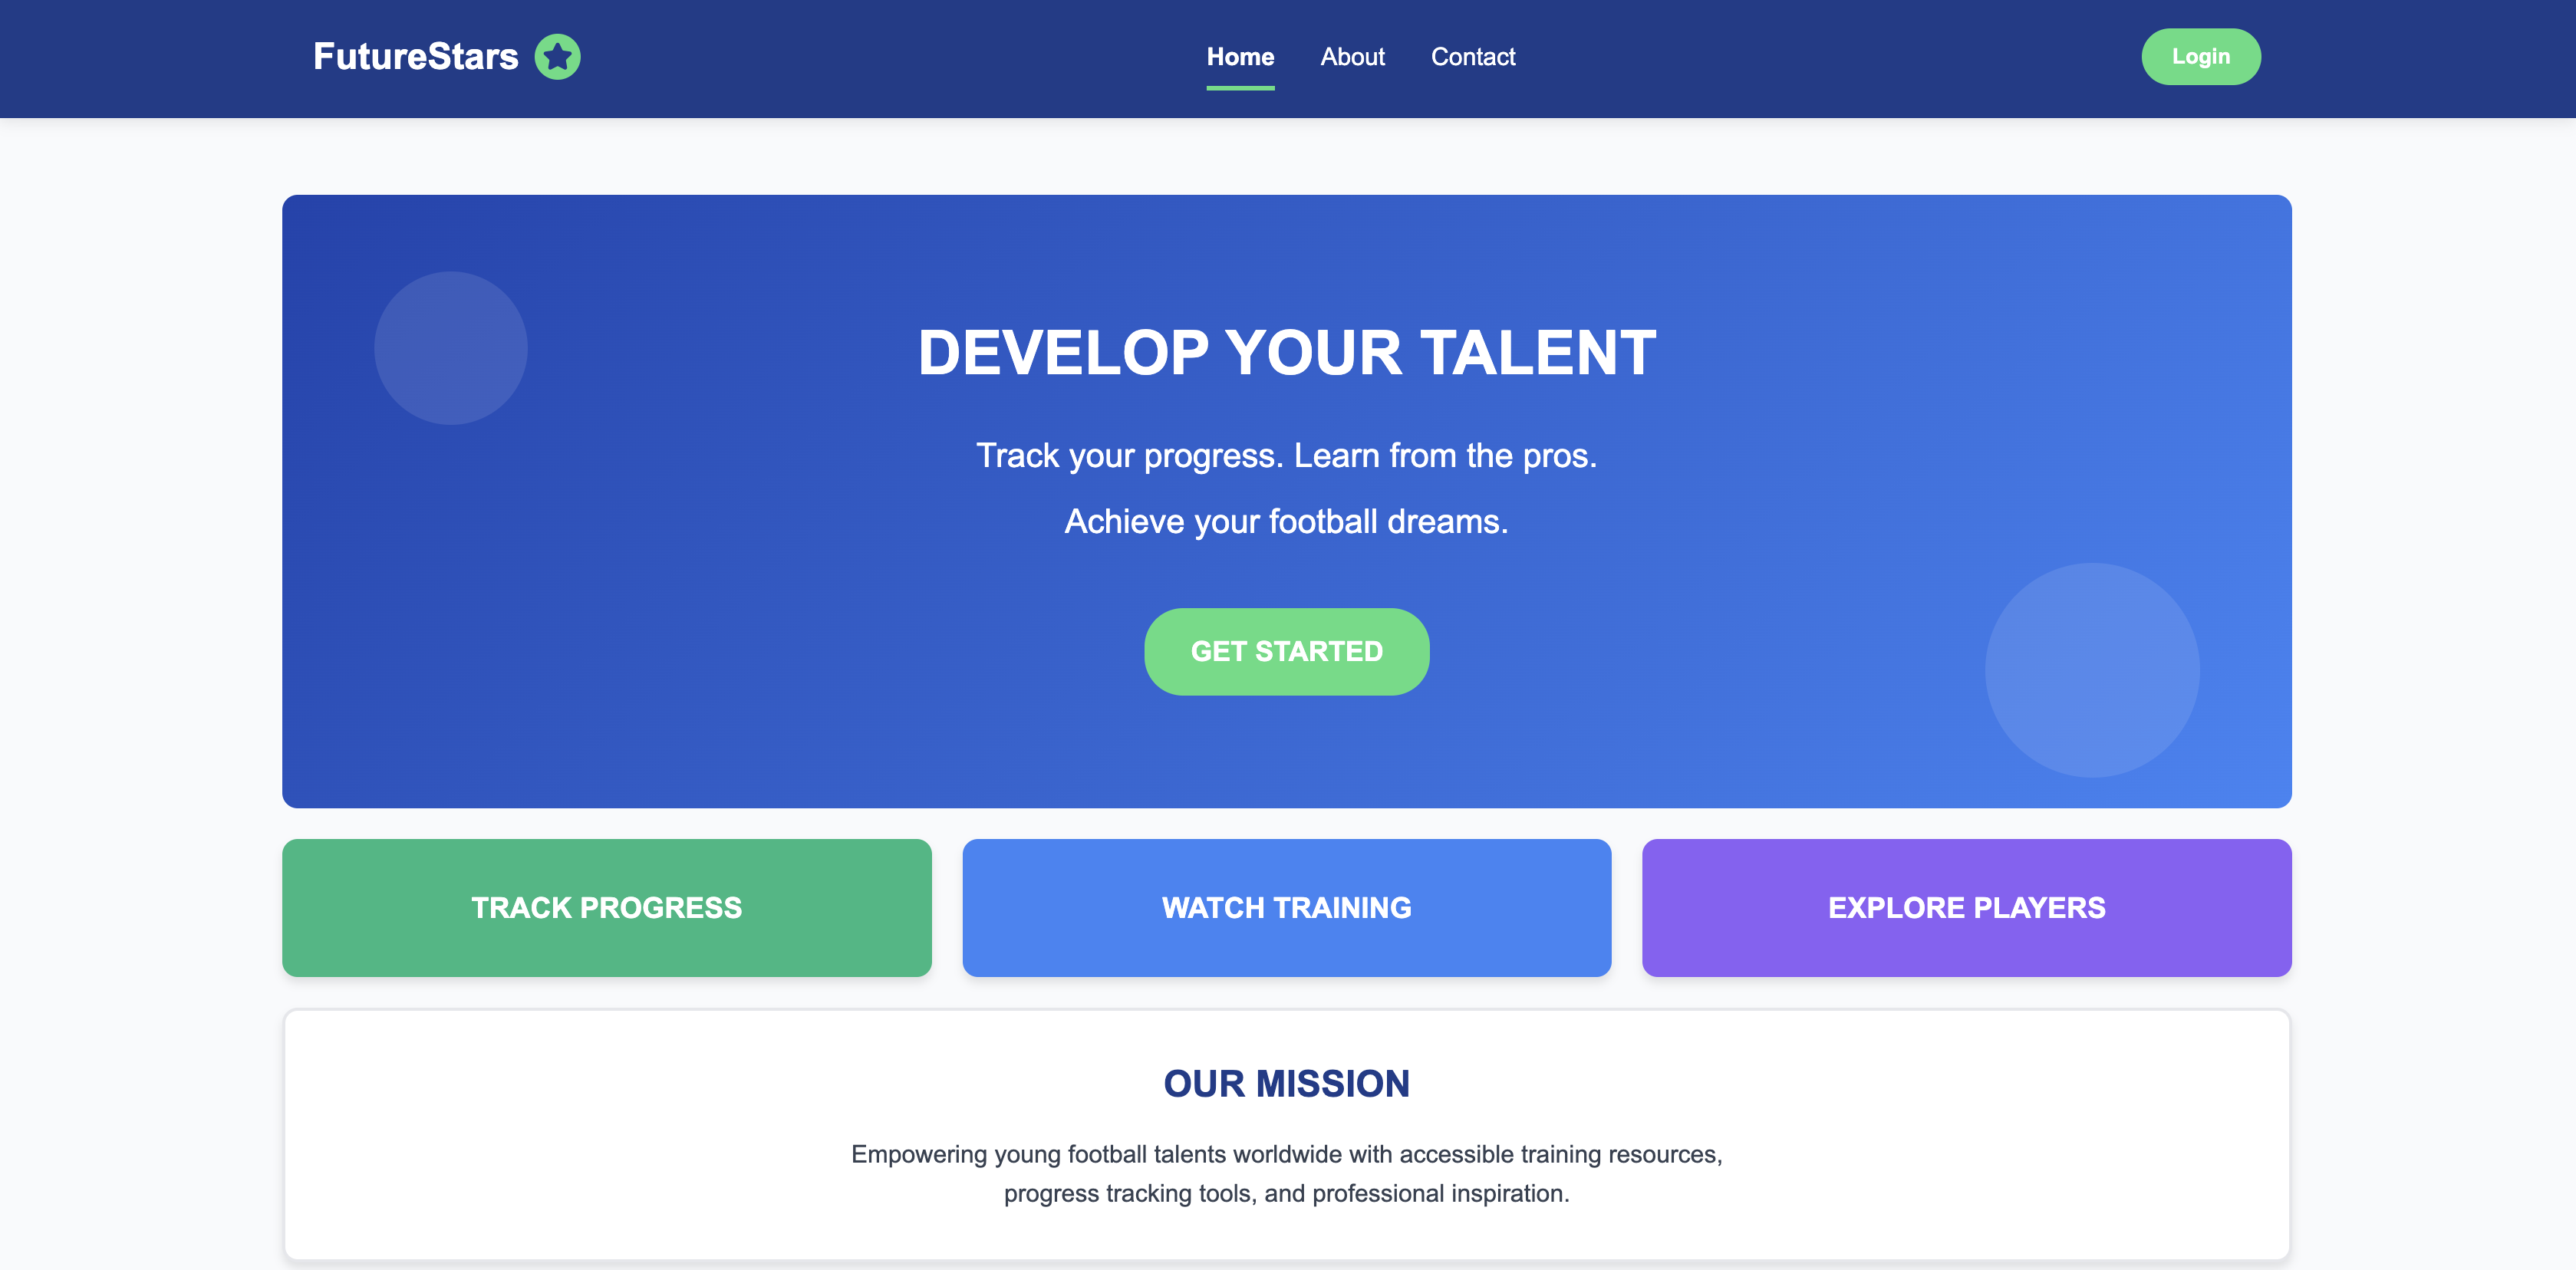 FutureStars
Home About Contact
Login
DEVELOP YOUR TALENT
Track your progress. Learn from the pros.
Achieve your football dreams.
GET STARTED
TRACK PROGRESS
WATCH TRAINING
EXPLORE PLAYERS
OUR MISSION
Empowering young football talents worldwide with accessible training resources,
progress tracking tools, and professional inspiration.